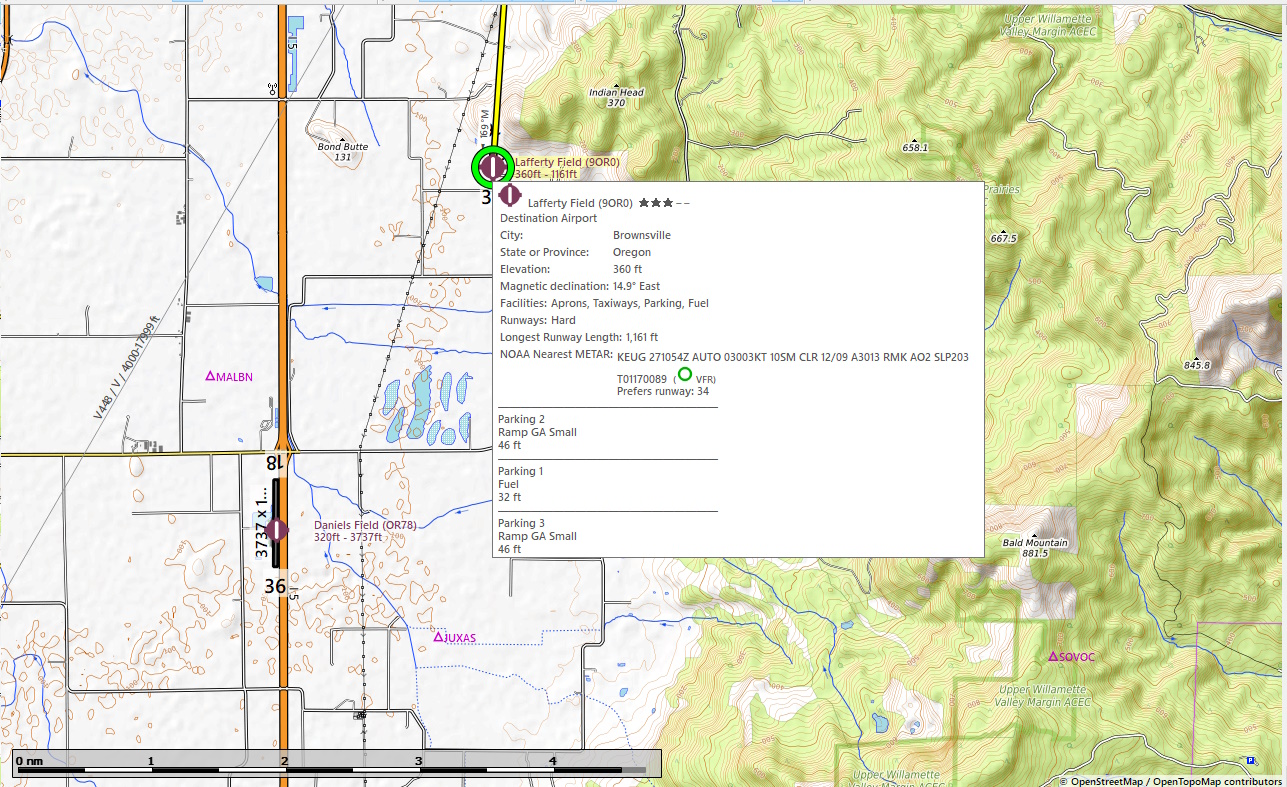 Upper Willamette
Valley Margin ACEC
I 5
Indian Head
370
169°M
Bond Butte
131
658.1
Lafferty Field (9OR0)
360ft - 1161ft
3
Prairies
667.5
Lafferty Field (9OR0) ★★★--
Destination Airport
City: Brownsville
State or Province: Oregon
Elevation: 360 ft
Magnetic declination: 14.9° East
Facilities: Aprons, Taxiways, Parking, Fuel
Runways: Hard
Longest Runway Length: 1,161 ft
NOAA Nearest METAR: KEUG 271054Z AUTO 03003KT 10SM CLR 12/09 A3013 RMK AO2 SLP203
T01170089 ( VFR)
Prefers runway: 34
Parking 2
Ramp GA Small
46 ft
Parking 1
Fuel
32 ft
Parking 3
Ramp GA Small
46 ft
V448 / V / 4000-17999 ft
MALBN
845.8
18
3737 x 1...
Daniels Field (OR78)
320ft - 3737ft
36
I 5
Bald Mountain
881.5
JUXAS
SOVOC
Upper Willamette
Valley Margin ACEC
0 nm 1 2 3 4
Upper Willamette
Valley Margin ACEC
P
© OpenStreetMap / OpenTopoMap contributors